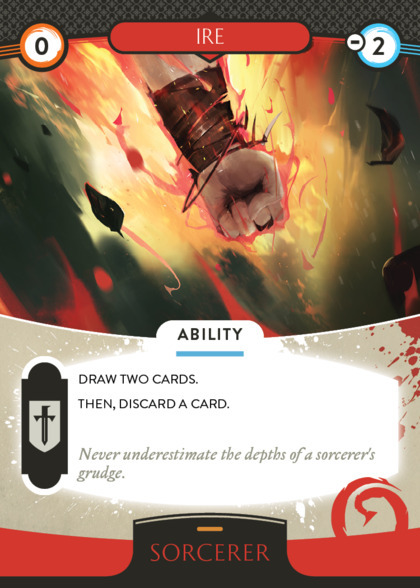 0
IRE
-2
ABILITY
DRAW TWO CARDS.
THEN, DISCARD A CARD.
Never underestimate the depths of a sorcerer's
grudge.
SORCERER